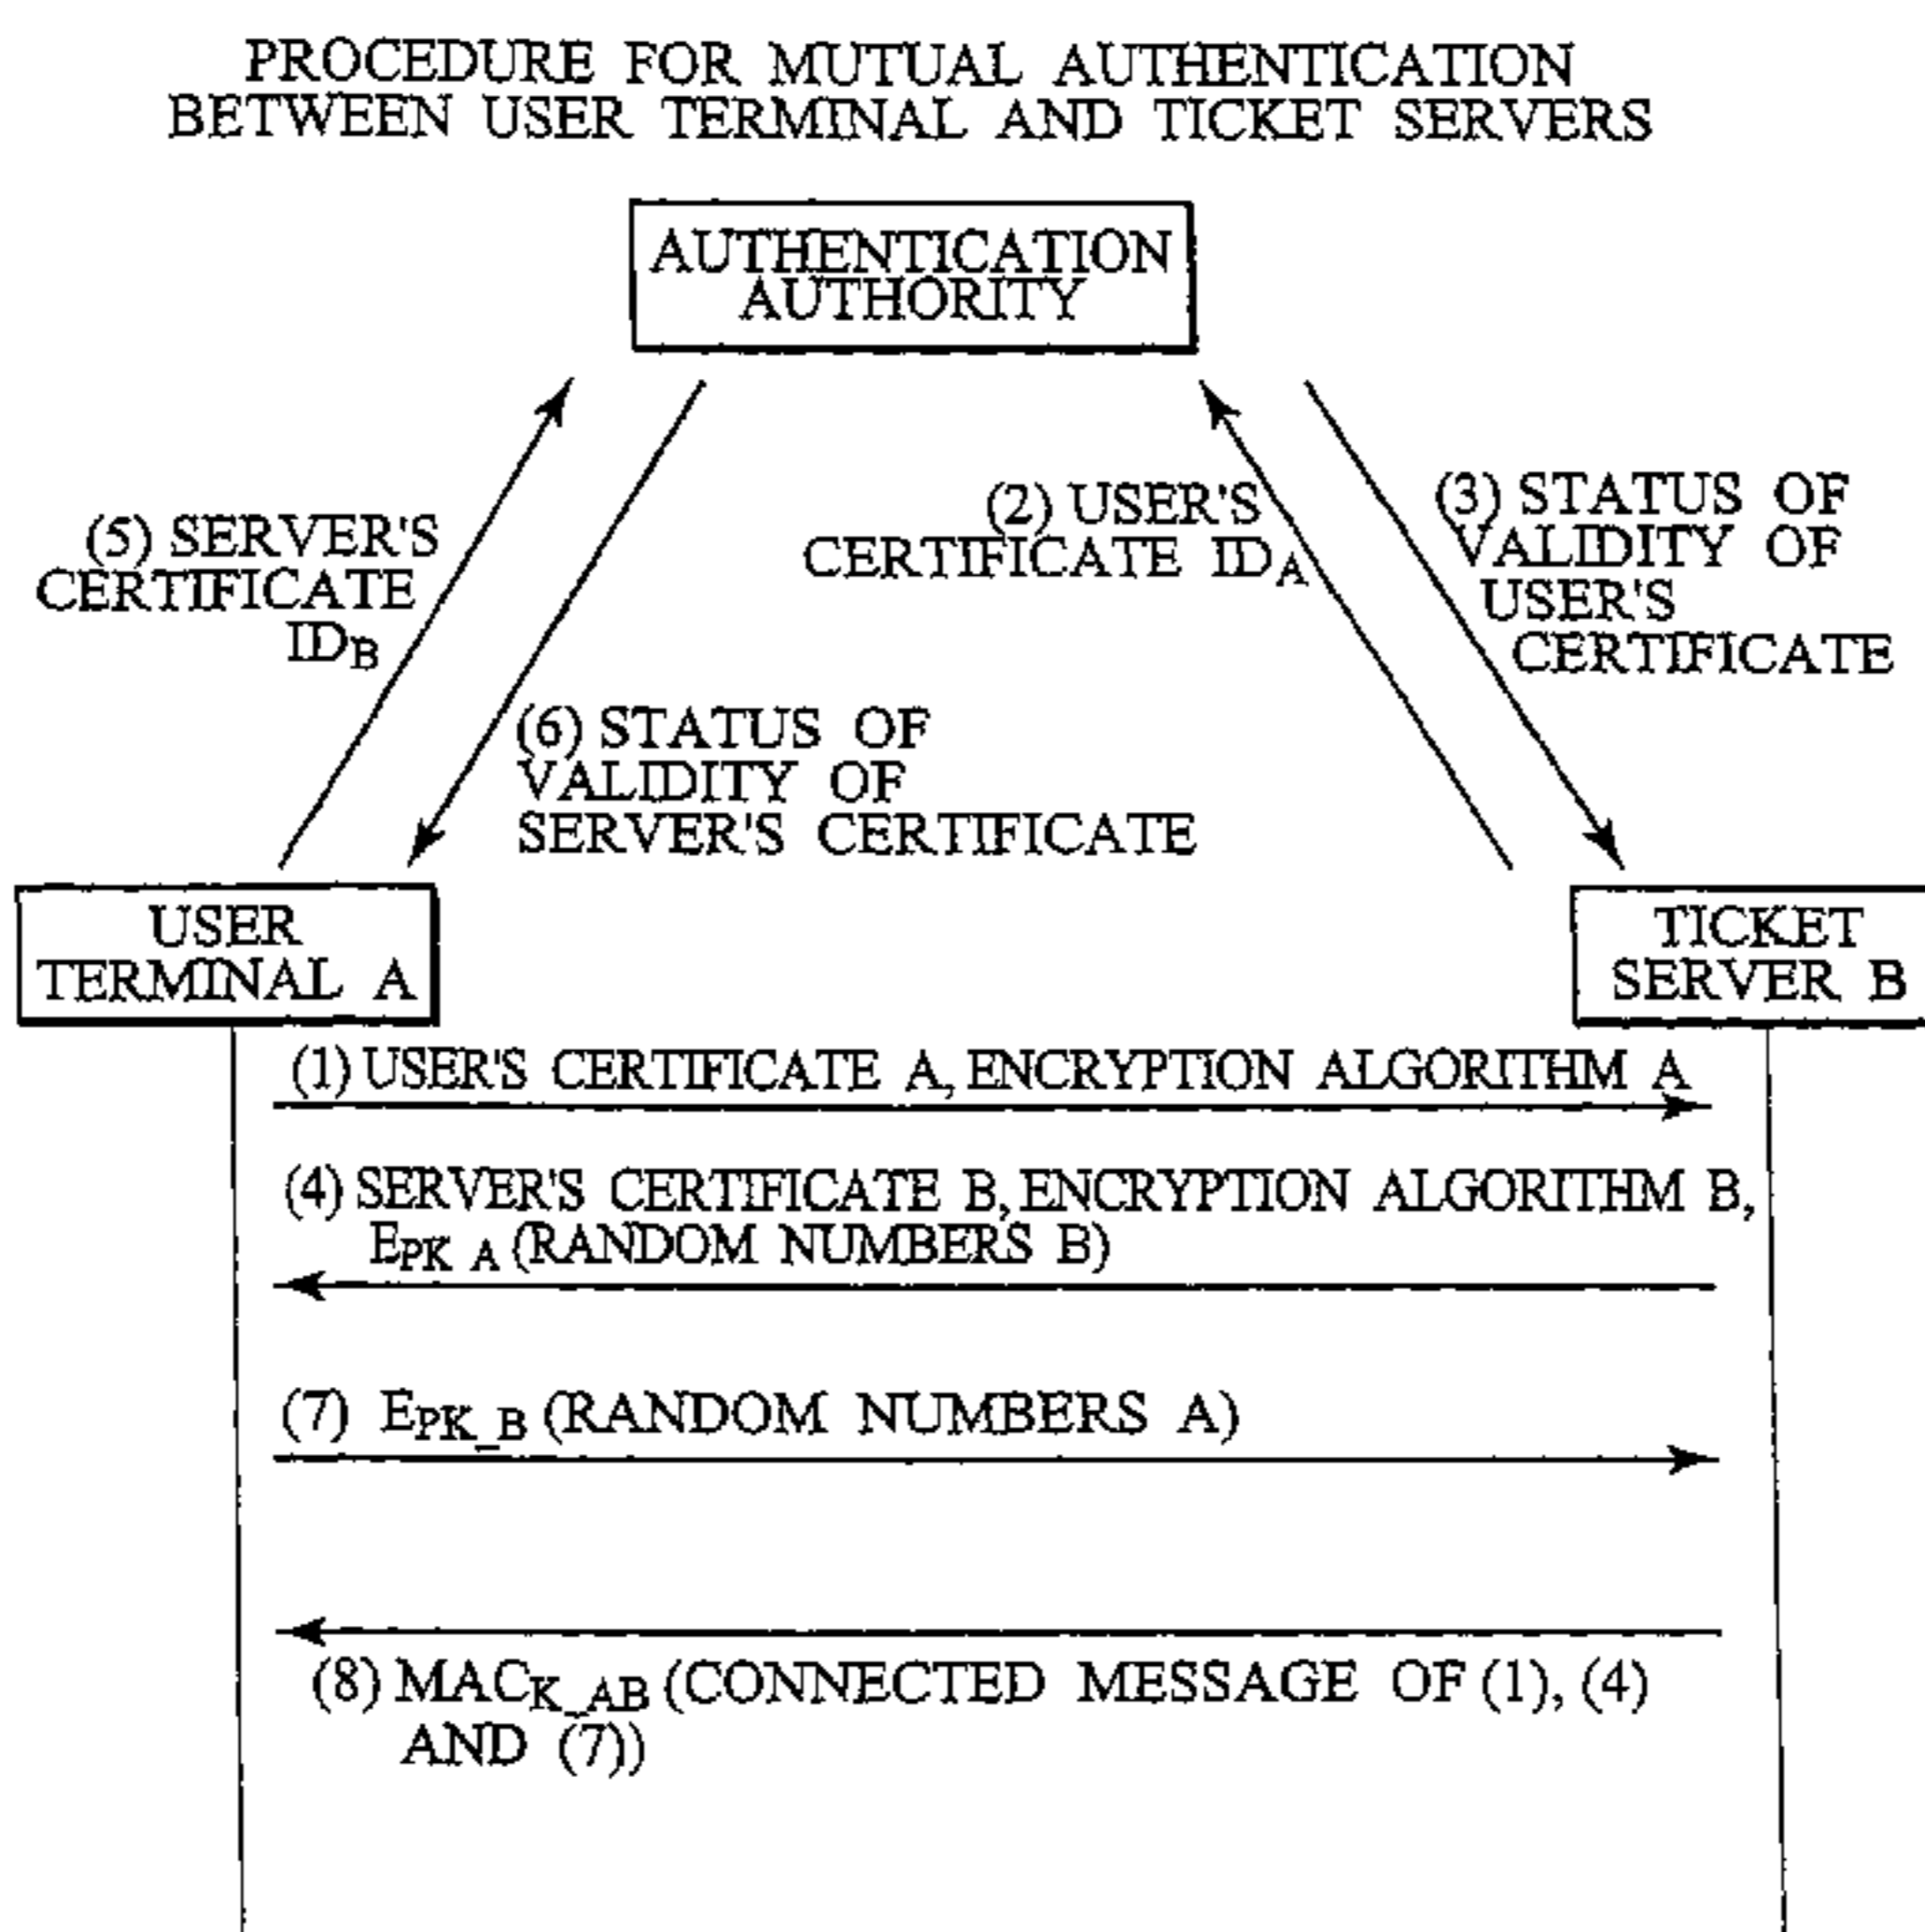 PROCEDURE FOR MUTUAL AUTHENTICATION
BETWEEN USER TERMINAL AND TICKET SERVERS
AUTHENTICATION
AUTHORITY
(5) SERVER'S
CERTIFICATE
IDB
(6) STATUS OF
VALIDITY OF
SERVER'S CERTIFICATE
(2) USER'S
CERTIFICATE IDA
(3) STATUS OF
VALIDITY OF
USER'S
CERTIFICATE
USER
TERMINAL A
TICKET
SERVER B
(1) USER'S CERTIFICATE A, ENCRYPTION ALGORITHM A
(4) SERVER'S CERTIFICATE B, ENCRYPTION ALGORITHM B,
EPK A (RANDOM NUMBERS B)
(7) EPK_B (RANDOM NUMBERS A)
(8) MACK_AB (CONNECTED MESSAGE OF (1), (4)
AND (7))